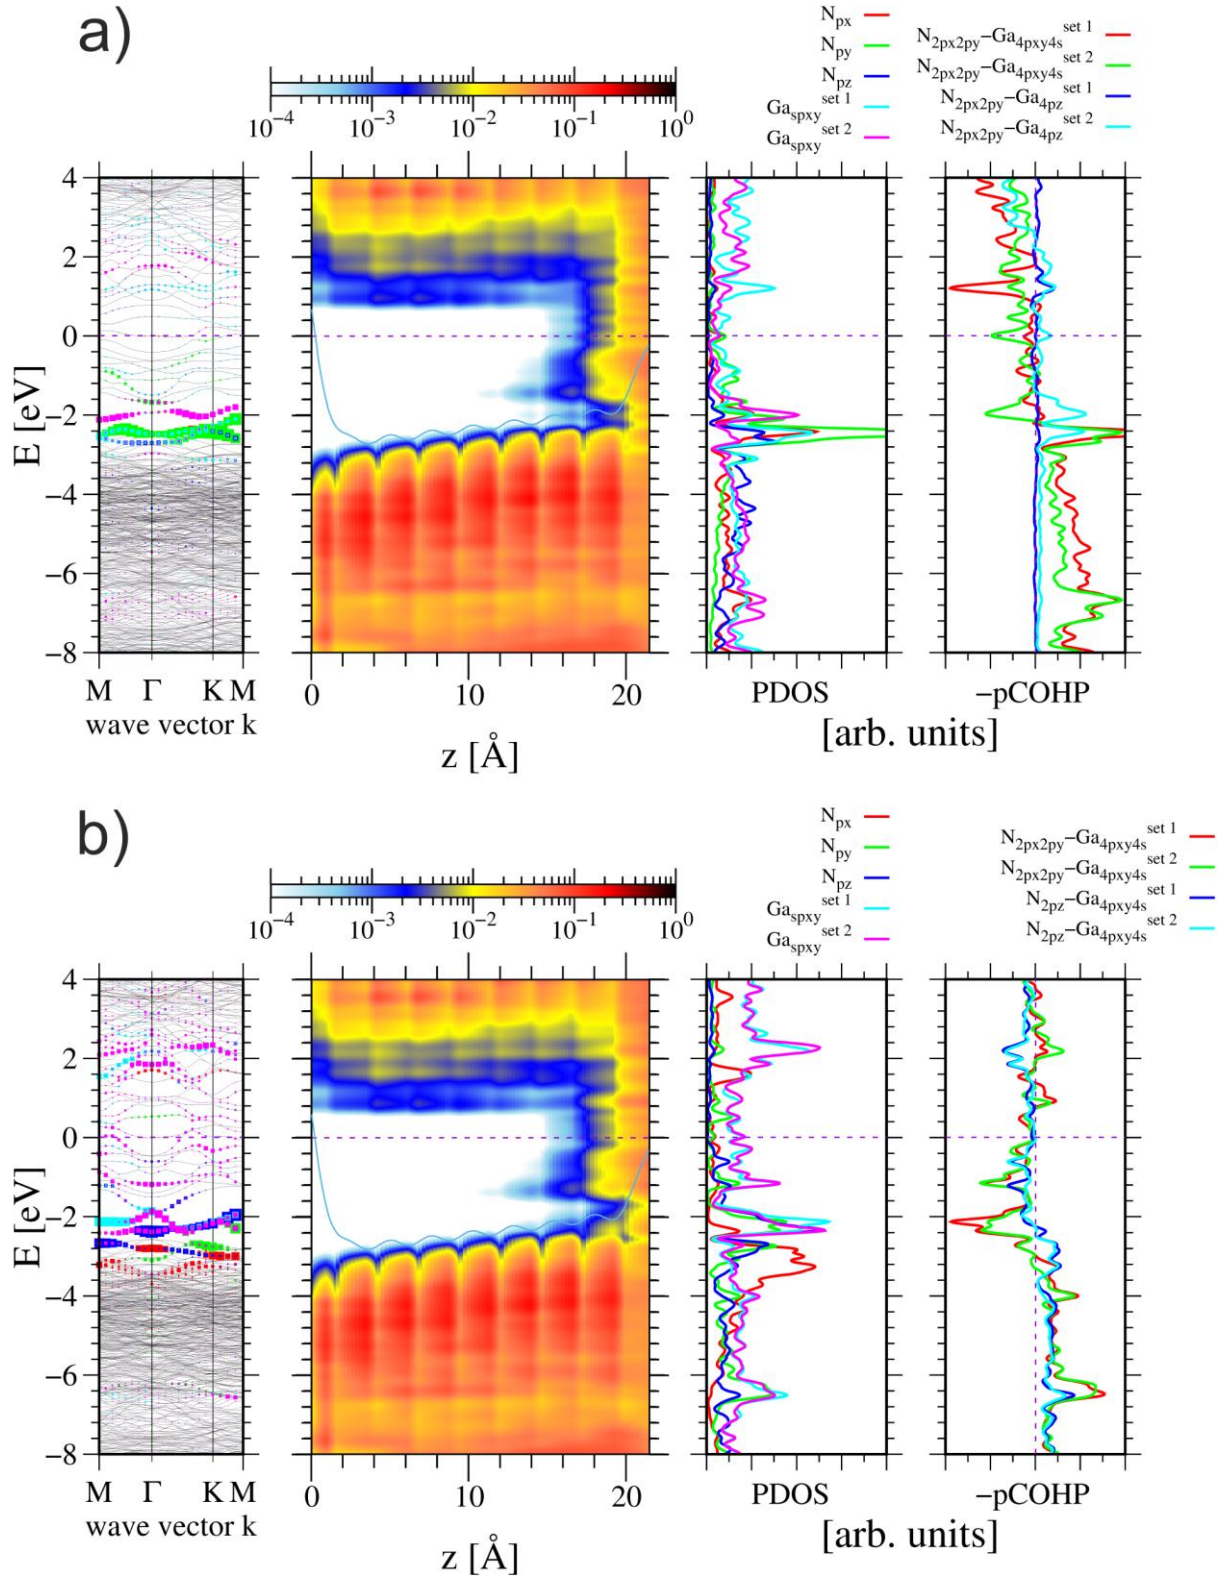 a)
N_px
N_py
N_pz
Ga_spxy^set 1
Ga_spxy^set 2
N_2px2py–Ga_4pxy4s^set 1
N_2px2py–Ga_4pxy4s^set 2
N_2px2py–Ga_4pz^set 1
N_2px2py–Ga_4pz^set 2
10^−4 10^−3 10^−2 10^−1 10^0
E [eV]
4
2
0
−2
−4
−6
−8
M Γ K M
wave vector k
0 10 20
z [Å]
PDOS
−pCOHP
[arb. units]
b)
N_px
N_py
N_pz
Ga_spxy^set 1
Ga_spxy^set 2
N_2px2py–Ga_4pxy4s^set 1
N_2px2py–Ga_4pxy4s^set 2
N_2pz–Ga_4pxy4s^set 1
N_2pz–Ga_4pxy4s^set 2
10^−4 10^−3 10^−2 10^−1 10^0
E [eV]
4
2
0
−2
−4
−6
−8
M Γ K M
wave vector k
0 10 20
z [Å]
PDOS
−pCOHP
[arb. units]